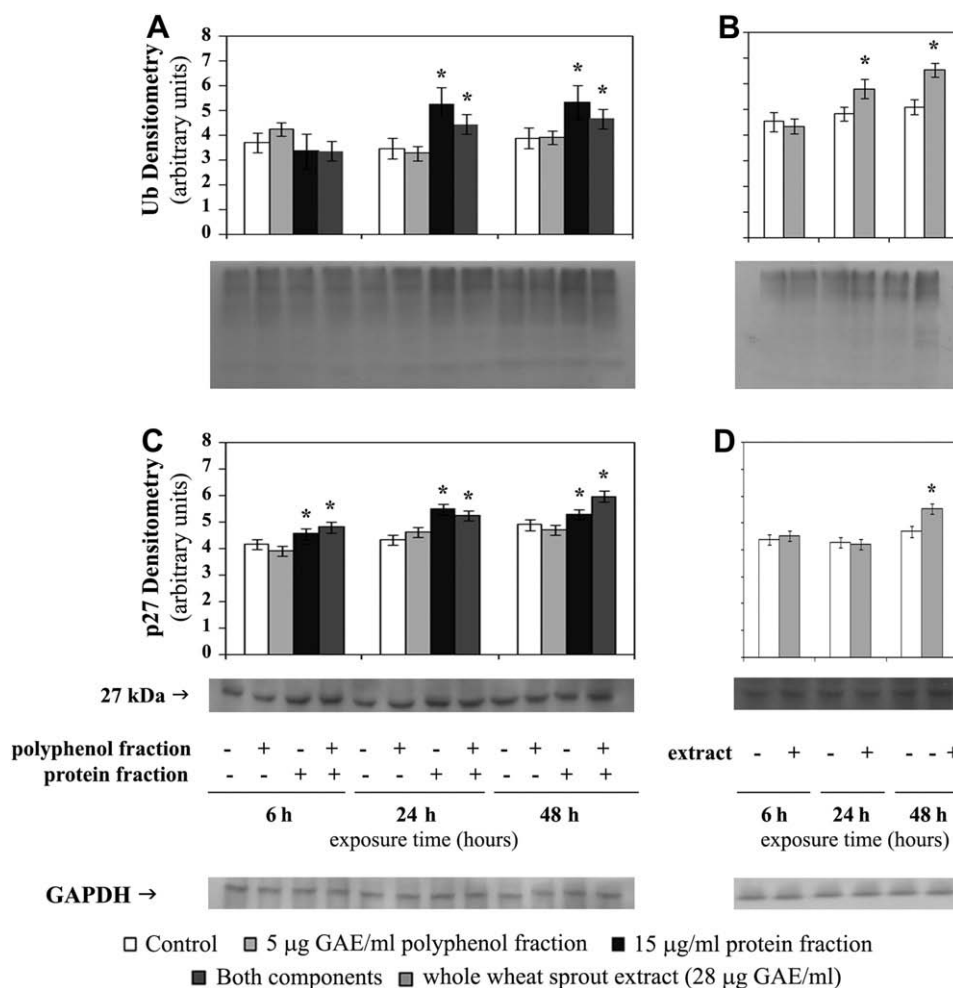 A
B
8
7
6
5
4
3
2
1
0
Ub Densitometry
(arbitrary units)
* * * *
* *
C
D
8
7
6
5
4
3
2
1
0
p27 Densitometry
(arbitrary units)
* * * * * *
*
27 kDa →
polyphenol fraction - + - + - + - + - + - +
protein fraction - - + + - - + + - - + +
extract - + - + - - +
6 h 24 h 48 h
exposure time (hours)
6 h 24 h 48 h
exposure time (hours)
GAPDH →
Control 5 µg GAE/ml polyphenol fraction 15 µg/ml protein fraction
Both components whole wheat sprout extract (28 µg GAE/ml)